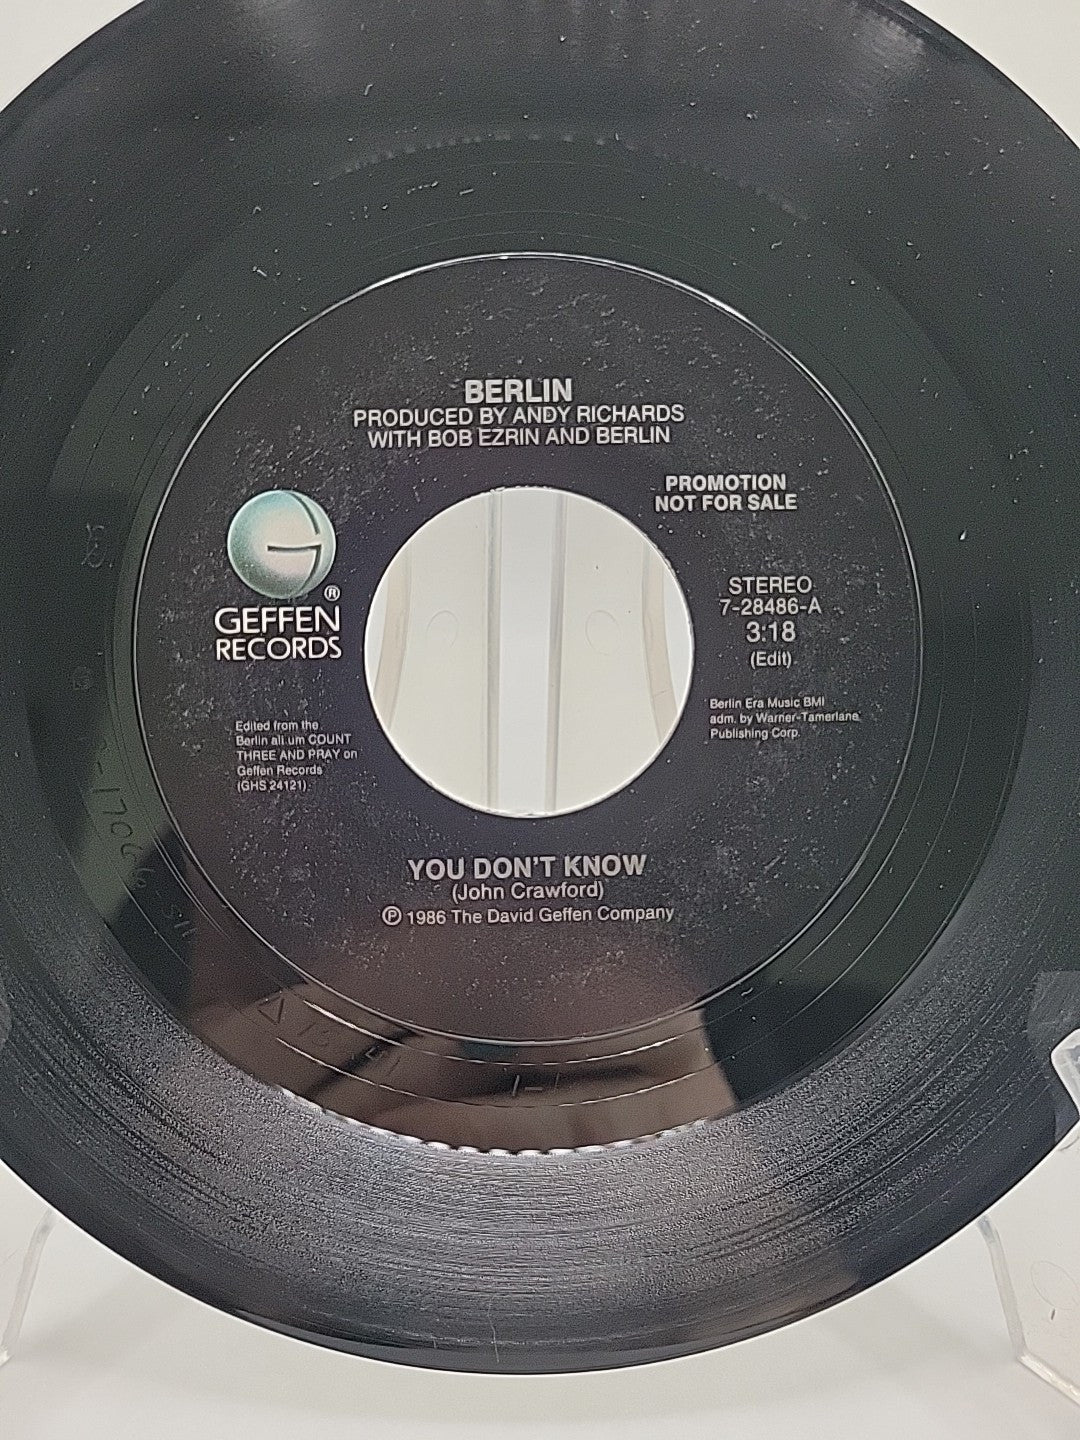 BERLIN
PRODUCED BY ANDY RICHARDS
WITH BOB EZRIN AND BERLIN
PROMOTION
NOT FOR SALE
G
®
GEFFEN
RECORDS
STEREO
7-28486-A
3:18
(Edit)
Edited from the
Berlin COUNT
THREE AND PRAY on
Geffen Records
(GHS 24121)
Berlin Era Music BMI
adm. by Warner-Tamerlane
Publishing Corp.
YOU DON'T KNOW
(John Crawford)
℗ 1986 The David Geffen Company